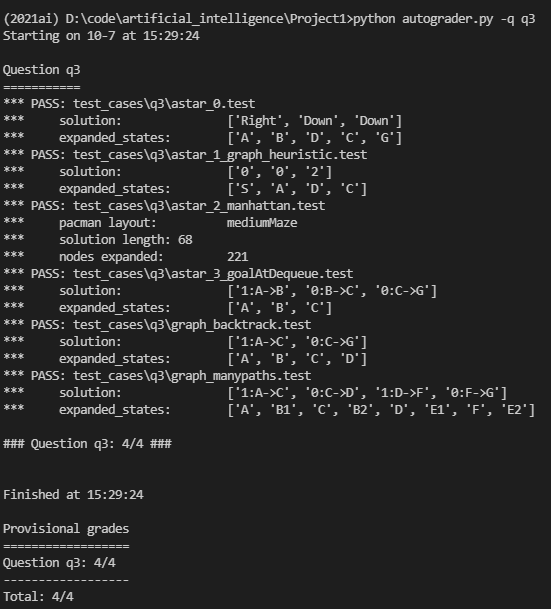 (2021ai) D:\code\artificial_intelligence\Project1>python autograder.py -q q3
Starting on 10-7 at 15:29:24
Question q3
===========
*** PASS: test_cases\q3\astar_0.test
***     solution:               ['Right', 'Down', 'Down']
***     expanded_states:        ['A', 'B', 'D', 'C', 'G']
*** PASS: test_cases\q3\astar_1_graph_heuristic.test
***     solution:               ['0', '0', '2']
***     expanded_states:        ['S', 'A', 'D', 'C']
*** PASS: test_cases\q3\astar_2_manhattan.test
***     pacman layout:          mediumMaze
***     solution length: 68
***     nodes expanded:         221
*** PASS: test_cases\q3\astar_3_goalAtDequeue.test
***     solution:               ['1:A->B', '0:B->C', '0:C->G']
***     expanded_states:        ['A', 'B', 'C']
*** PASS: test_cases\q3\graph_backtrack.test
***     solution:               ['1:A->C', '0:C->G']
***     expanded_states:        ['A', 'B', 'C', 'D']
*** PASS: test_cases\q3\graph_manypaths.test
***     solution:               ['1:A->C', '0:C->D', '1:D->F', '0:F->G']
***     expanded_states:        ['A', 'B1', 'C', 'B2', 'D', 'E1', 'F', 'E2']
### Question q3: 4/4 ###
Finished at 15:29:24
Provisional grades
==================
Question q3: 4/4
------------------
Total: 4/4